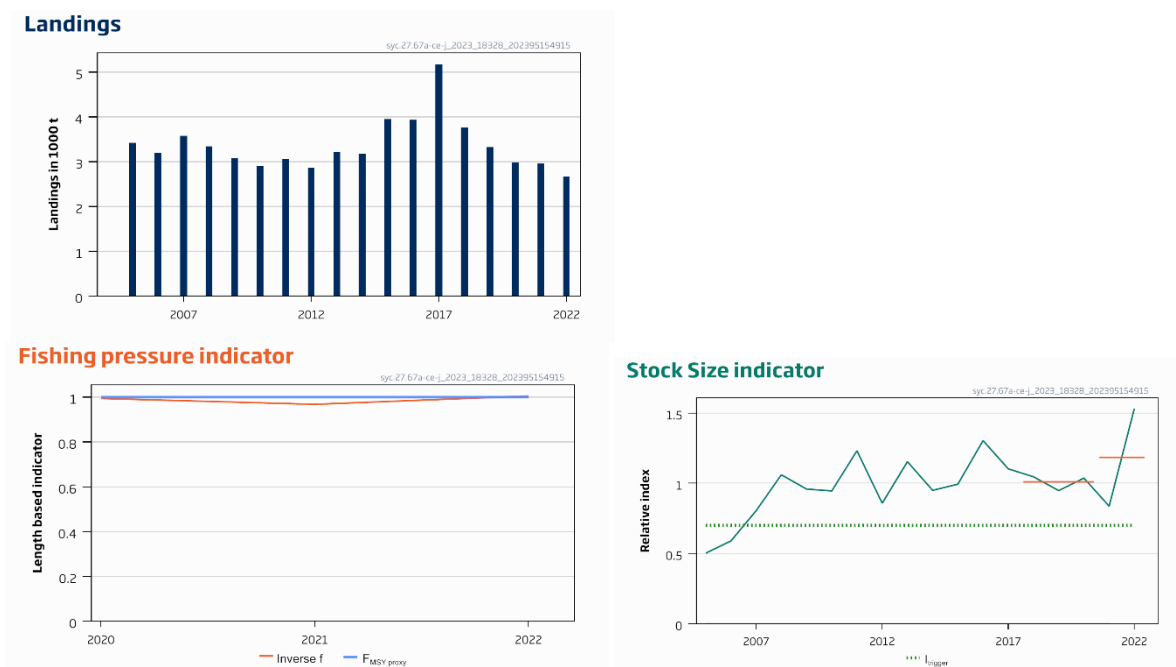 Landings
syc.27.67a-ce-j_2023_18328_202395154915
Landings in 1000 t
5
4
3
2
1
0
2007
2012
2017
2022
Fishing pressure indicator
syc.27.67a-ce-j_2023_18328_202395154915
Length based indicator
1
0.8
0.6
0.4
0.2
0
2020
2021
2022
Inverse f
FMSY proxy
Stock Size indicator
syc.27.67a-ce-j_2023_18328_202395154915
Relative index
1.5
1
0.5
0
2007
2012
2017
2022
Itrigger